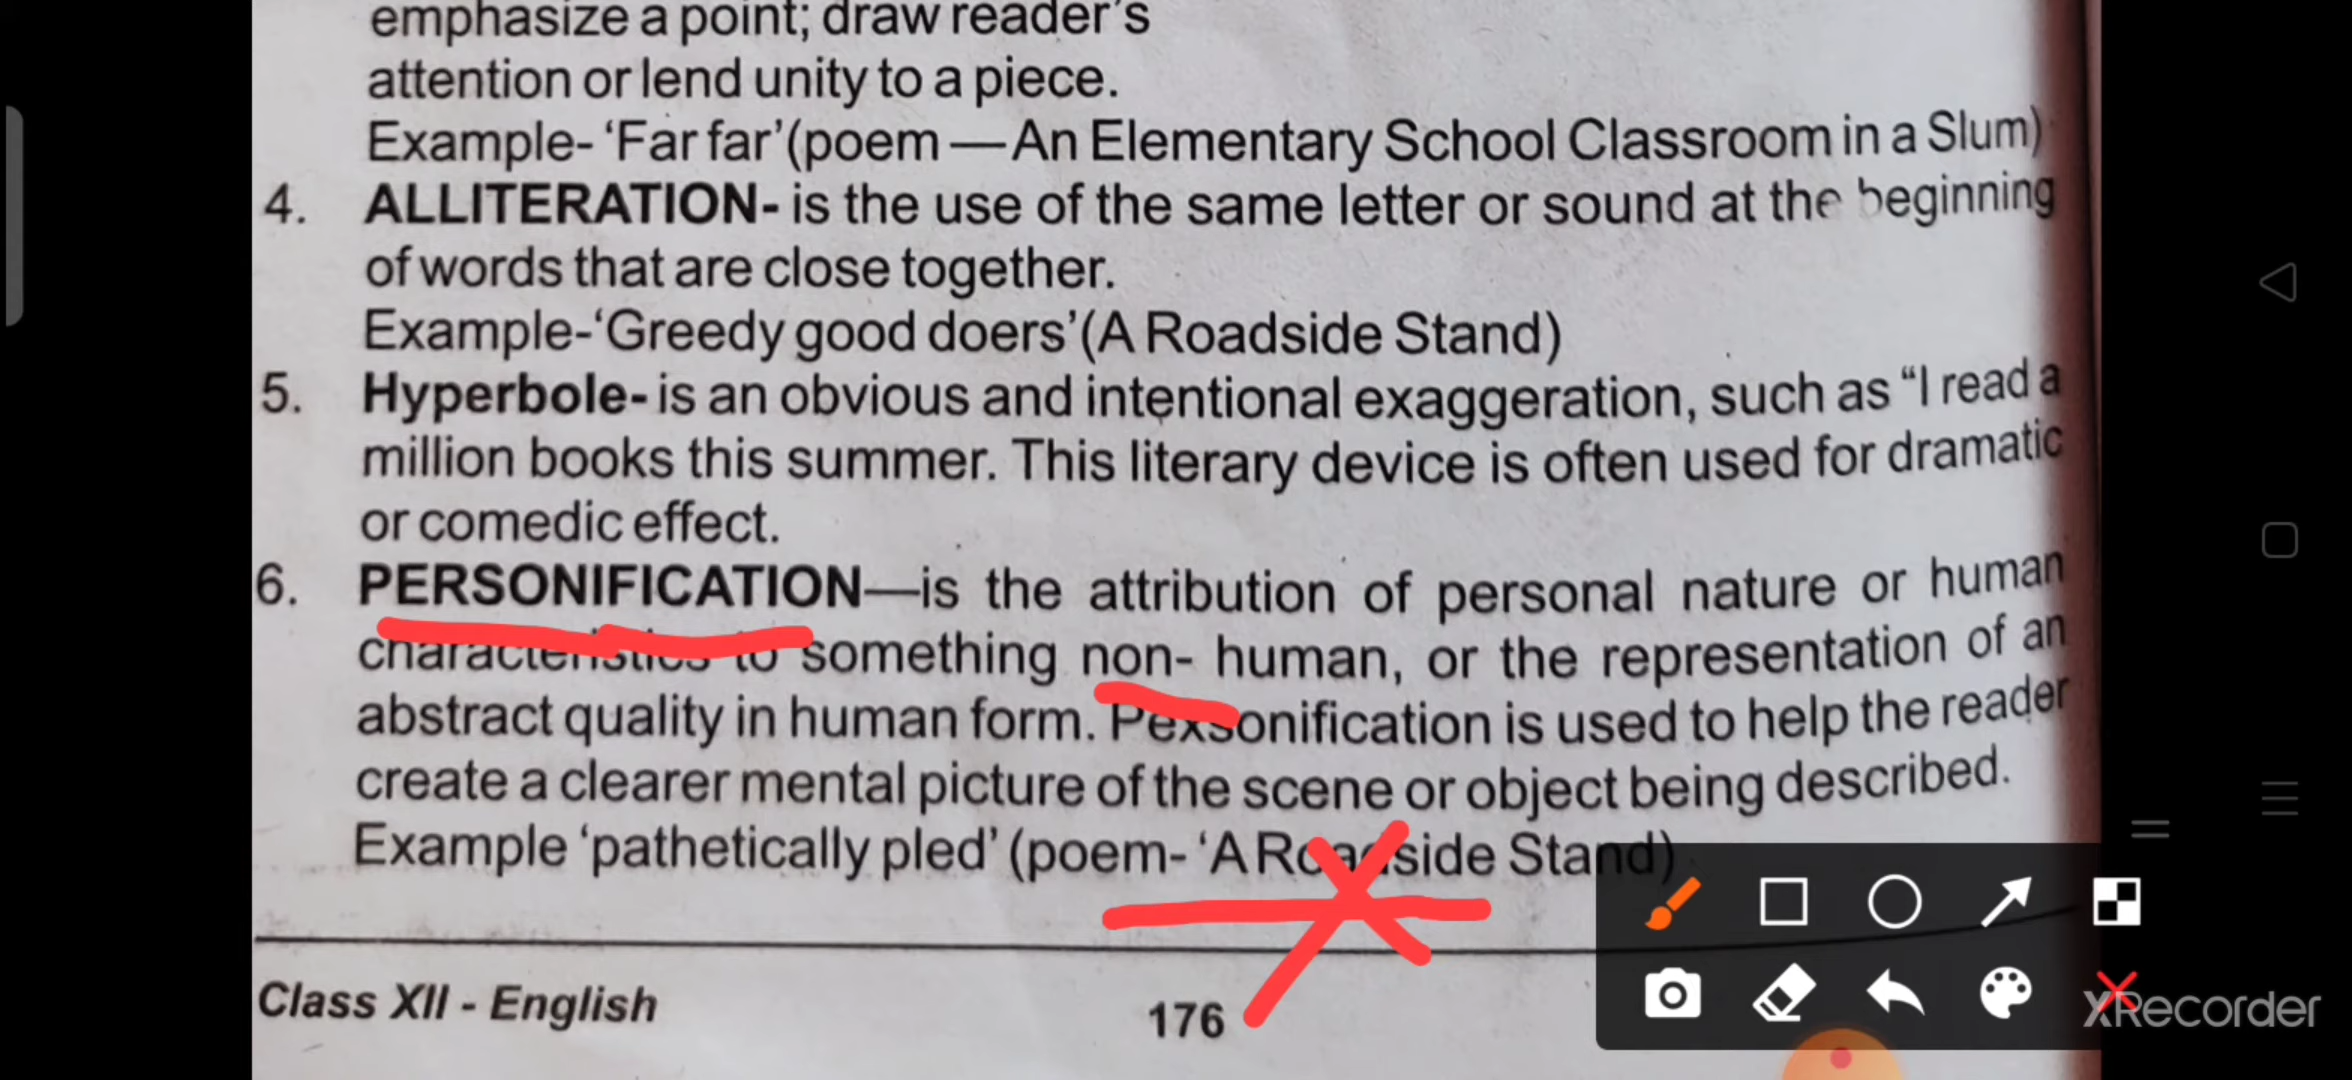 emphasize a point; draw reader's
attention or lend unity to a piece.
Example- 'Far far'(poem —An Elementary School Classroom in a Slum)
4. ALLITERATION- is the use of the same letter or sound at the beginning
of words that are close together.
Example-'Greedy good doers'(A Roadside Stand)
5. Hyperbole- is an obvious and intentional exaggeration, such as "I read a
million books this summer. This literary device is often used for dramatic
or comedic effect.
6. PERSONIFICATION—is the attribution of personal nature or human
characteristics to something non- human, or the representation of an
abstract quality in human form. Pexsonification is used to help the reader
create a clearer mental picture of the scene or object being described.
Example 'pathetically pled' (poem- 'A Roadside Stand)
Class XII - English
176
XRecorder